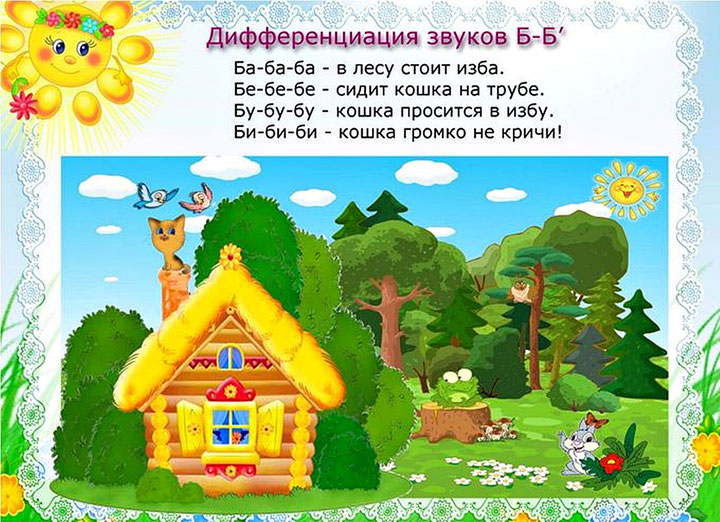 Дифференциация звуков Б-Б’
Ба-ба-ба - в лесу стоит изба.
Бе-бе-бе - сидит кошка на трубе.
Бу-бу-бу - кошка просится в избу.
Би-би-би - кошка громко не кричи!